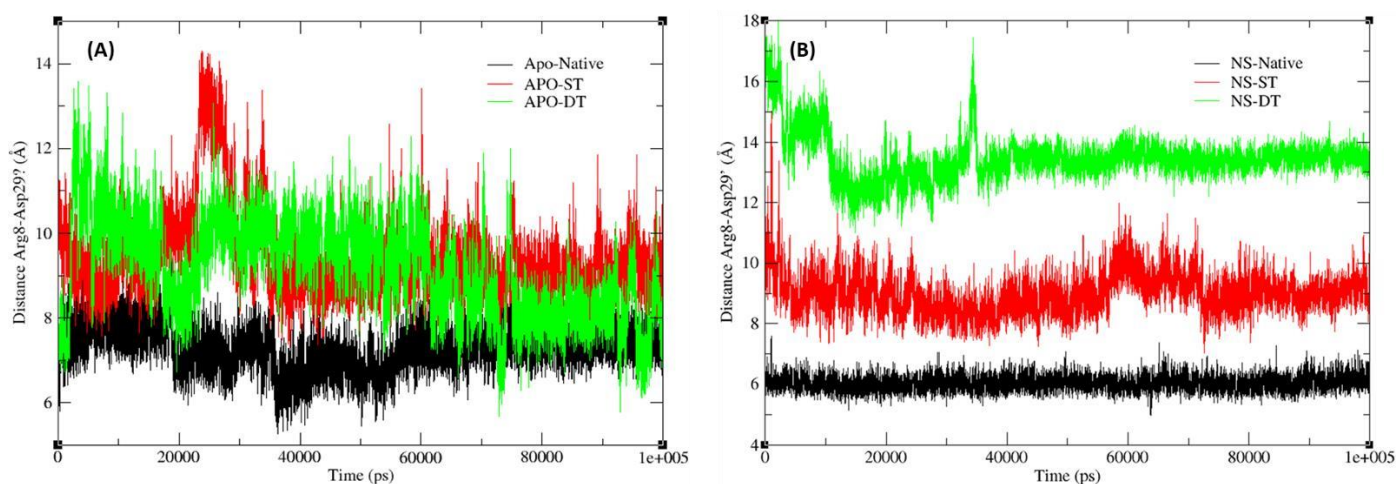 (A)
Apo-Native
APO-ST
APO-DT
Distance Arg8-Asp29? (Å)
14
12
10
8
6
0 20000 40000 60000 80000 1e+005
Time (ps)
(B)
NS-Native
NS-ST
NS-DT
Distance Arg8-Asp29` (Å)
18
16
14
12
10
8
6
4
0 20000 40000 60000 80000 1e+005
Time (ps)